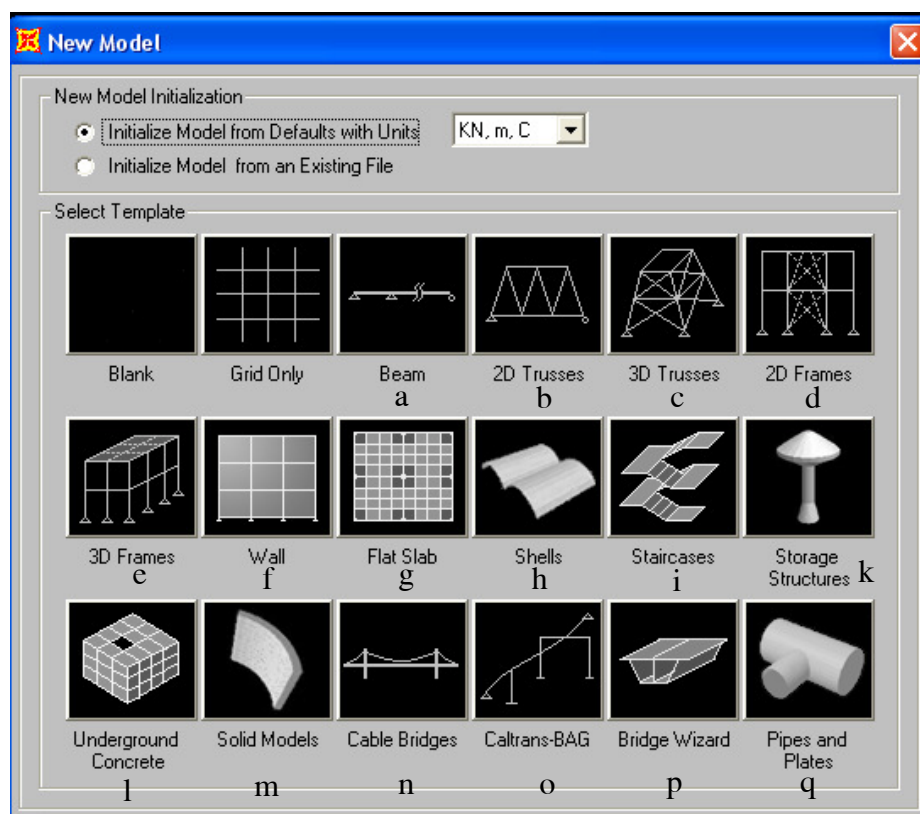 New Model
New Model Initialization
Initialize Model from Defaults with Units
KN, m, C
Initialize Model from an Existing File
Select Template
Blank
Grid Only
Beam
2D Trusses
3D Trusses
2D Frames
a
b
c
d
3D Frames
Wall
Flat Slab
Shells
Staircases
Storage
Structures
e
f
g
h
i
k
Underground
Concrete
Solid Models
Cable Bridges
Caltrans-BAG
Bridge Wizard
Pipes and
Plates
l
m
n
o
p
q